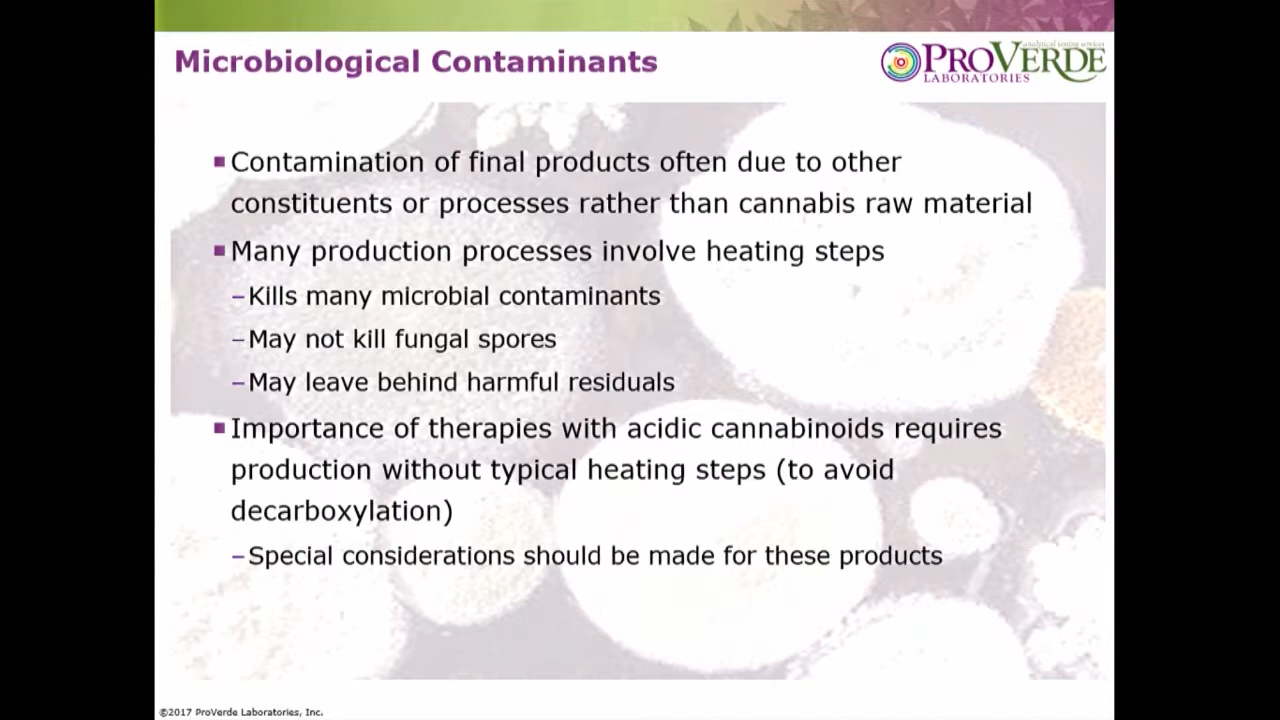 Microbiological Contaminants
analytical testing services
PROVERDE
LABORATORIES
▪Contamination of final products often due to other
constituents or processes rather than cannabis raw material
▪Many production processes involve heating steps
–Kills many microbial contaminants
–May not kill fungal spores
–May leave behind harmful residuals
▪Importance of therapies with acidic cannabinoids requires
production without typical heating steps (to avoid
decarboxylation)
–Special considerations should be made for these products
©2017 ProVerde Laboratories, Inc.